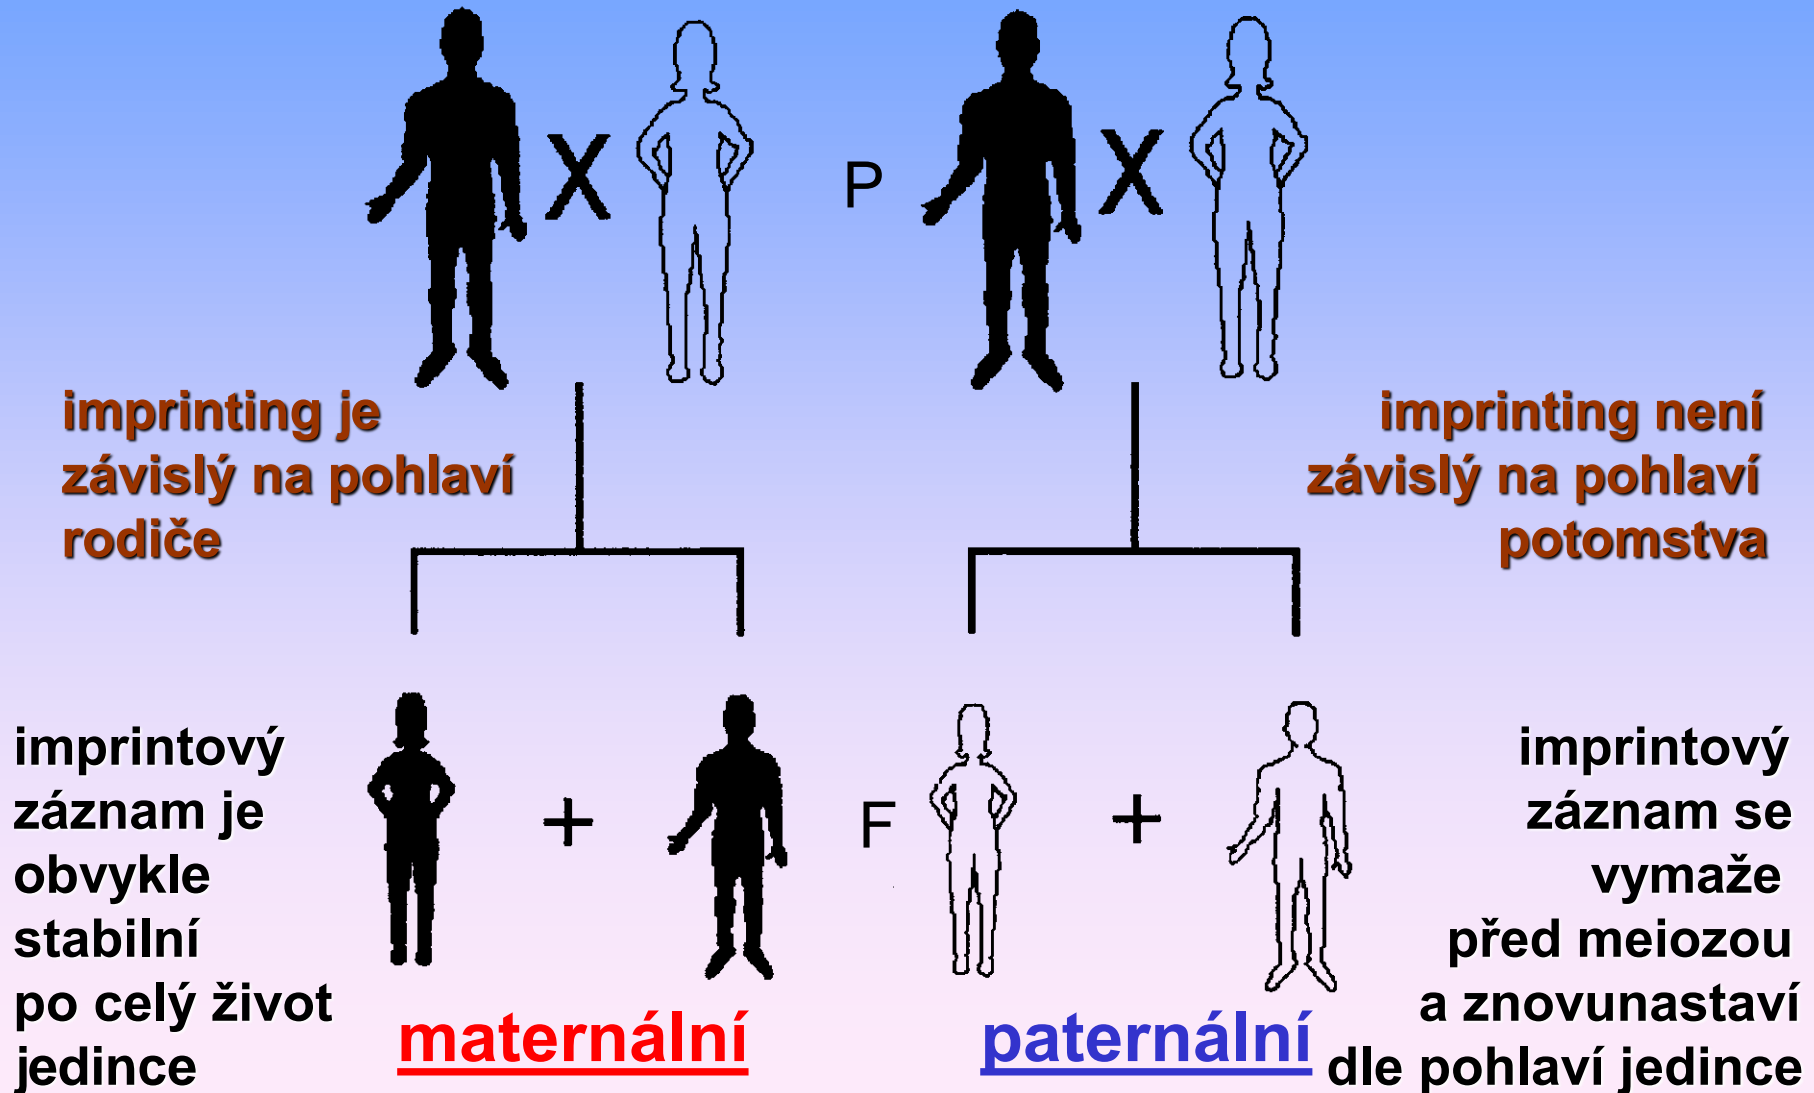 X
P
X
imprinting je
závislý na pohlaví
rodiče
imprinting není
závislý na pohlaví
potomstva
imprintový
záznam je
obvykle
stabilní
po celý život
jedince
+
F
+
imprintový
záznam se
vymaže
před meiozou
a znovunastaví
dle pohlaví jedince
maternální
paternální